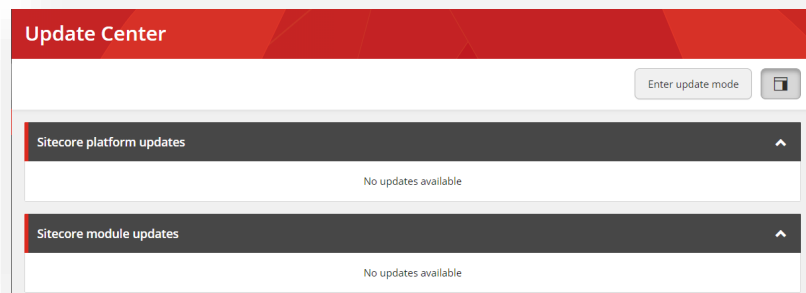 Update Center
Enter update mode
Sitecore platform updates
No updates available
Sitecore module updates
No updates available